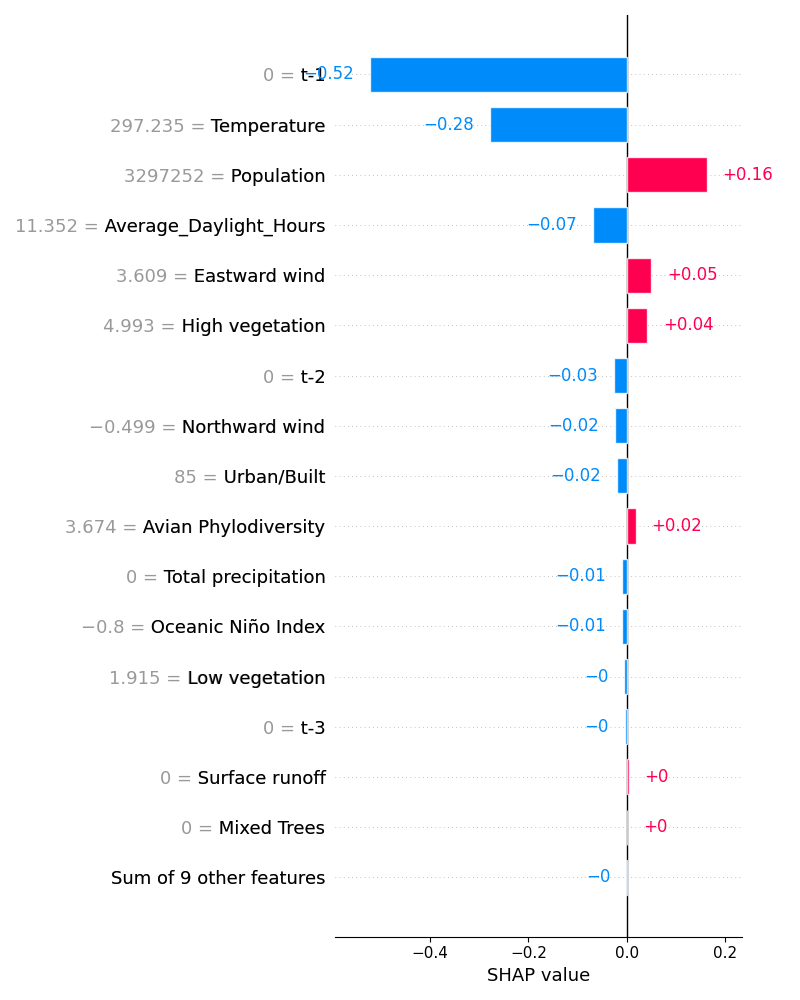 0 = t-1 −0.52
297.235 = Temperature −0.28
3297252 = Population +0.16
11.352 = Average_Daylight_Hours −0.07
3.609 = Eastward wind +0.05
4.993 = High vegetation +0.04
0 = t-2 −0.03
−0.499 = Northward wind −0.02
85 = Urban/Built −0.02
3.674 = Avian Phylodiversity +0.02
0 = Total precipitation −0.01
−0.8 = Oceanic Niño Index −0.01
1.915 = Low vegetation −0
0 = t-3 −0
0 = Surface runoff +0
0 = Mixed Trees +0
Sum of 9 other features −0
−0.4 −0.2 0.0 0.2
SHAP value